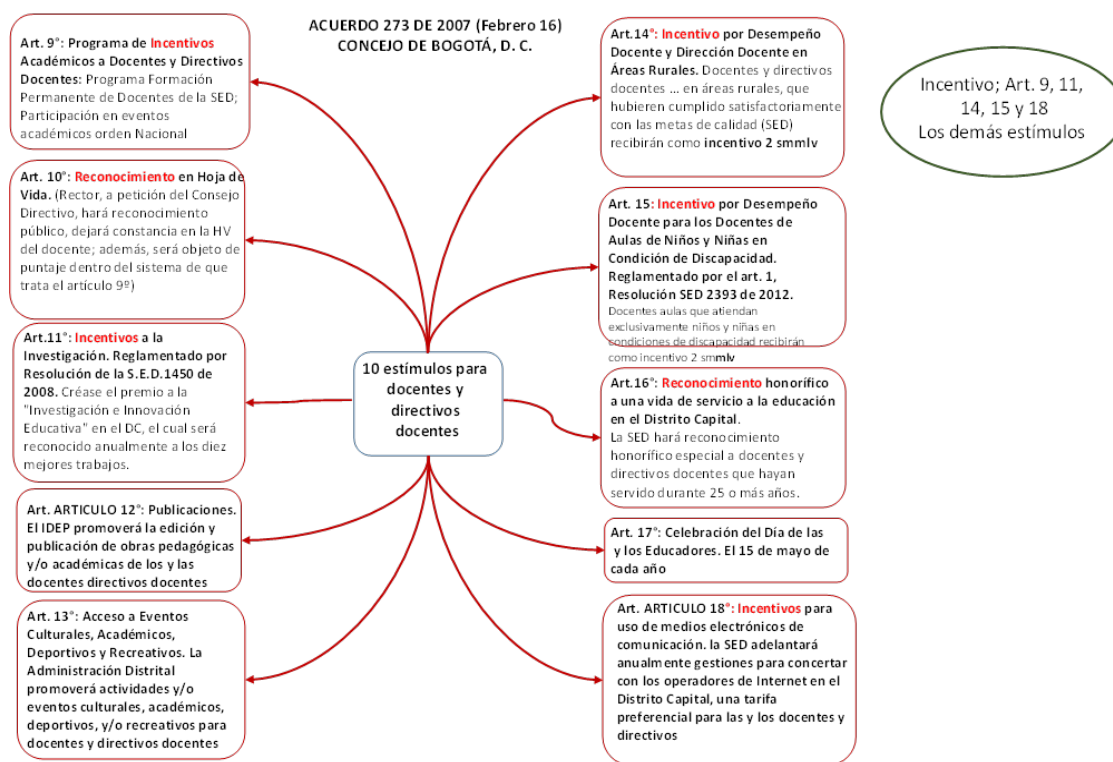 ACUERDO 273 DE 2007 (Febrero 16)
CONCEJO DE BOGOTÁ, D. C.
Art. 9°: Programa de Incentivos
Académicos a Docentes y Directivos
Docentes: Programa Formación
Permanente de Docentes de la SED;
Participación en eventos
académicos orden Nacional
Art. 10°: Reconocimiento en Hoja de
Vida. (Rector, a petición del Consejo
Directivo, hará reconocimiento
público, dejará constancia en la HV
del docente; además, será objeto de
puntaje dentro del sistema de que
trata el artículo 9º)
Art.11°: Incentivos a la
Investigación. Reglamentado por
Resolución de la S.E.D.1450 de
2008. Créase el premio a la
"Investigación e Innovación
Educativa" en el DC, el cual será
reconocido anualmente a los diez
mejores trabajos.
Art. ARTICULO 12°: Publicaciones.
El IDEP promoverá la edición y
publicación de obras pedagógicas
y/o académicas de los y las
docentes directivos docentes
Art. 13°: Acceso a Eventos
Culturales, Académicos,
Deportivos y Recreativos. La
Administración Distrital
promoverá actividades y/o
eventos culturales, académicos,
deportivos, y/o recreativos para
docentes y directivos docentes
10 estímulos para
docentes y
directivos
docentes
Art.14°: Incentivo por Desempeño
Docente y Dirección Docente en
Áreas Rurales. Docentes y directivos
docentes ... en áreas rurales, que
hubieren cumplido satisfactoriamente
con las metas de calidad (SED)
recibirán como incentivo 2 smmlv
Art. 15: Incentivo por Desempeño
Docente para los Docentes de
Aulas de Niños y Niñas en
Condición de Discapacidad.
Reglamentado por el art. 1,
Resolución SED 2393 de 2012.
Docentes aulas que atiendan
exclusivamente niños y niñas en
condiciones de discapacidad recibirán
como incentivo 2 smmlv
Art.16°: Reconocimiento honorífico
a una vida de servicio a la educación
en el Distrito Capital.
La SED hará reconocimiento
honorífico especial a docentes y
directivos docentes que hayan
servido durante 25 o más años.
Art. 17°: Celebración del Día de las
y los Educadores. El 15 de mayo de
cada año
Art. ARTICULO 18°: Incentivos para
uso de medios electrónicos de
comunicación. la SED adelantará
anualmente gestiones para concertar
con los operadores de Internet en el
Distrito Capital, una tarifa
preferencial para las y los docentes y
directivos
Incentivo; Art. 9, 11,
14, 15 y 18
Los demás estímulos